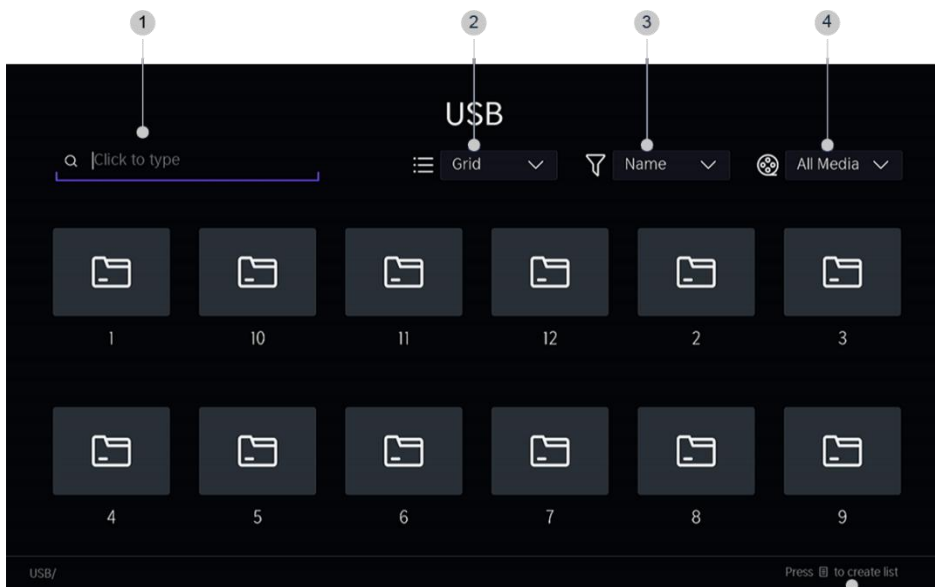 1 2 3 4
USB
Click to type Grid Name All Media
1 10 11 12 2 3
4 5 6 7 8 9
USB/ Press to create list